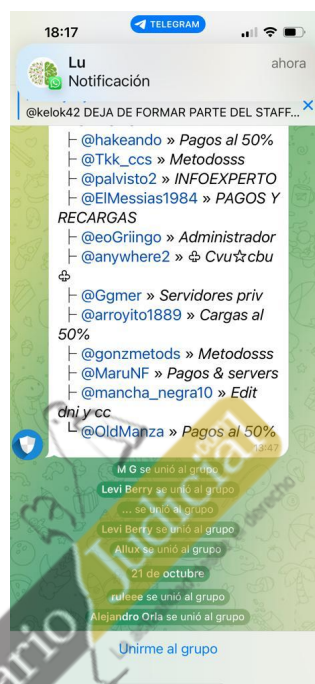 18:17
TELEGRAM
Lu
ahora
Notificación
@kelok42 DEJA DE FORMAR PARTE DEL STAFF...
├ @hakeando » Pagos al 50%
├ @Tkk_ccs » Metodosss
├ @palvisto2 » INFOEXPERTO
├ @ElMessias1984 » PAGOS Y
RECARGAS
├ @eoGriingo » Administrador
├ @anywhere2 » ✞ Cvu☆cbu
✞
├ @Ggmer » Servidores priv
├ @arroyito1889 » Cargas al
50%
├ @gonzmetods » Metodosss
├ @MaruNF » Pagos & servers
├ @mancha_negra10 » Edit
dni y cc
└ @OldManza » Pagos al 50%
13:47
M G se unió al grupo
Levi Berry se unió al grupo
... se unió al grupo
Levi Berry se unió al grupo
Allux se unió al grupo
21 de octubre
ruleee se unió al grupo
Alejandro Orla se unió al grupo
Unirme al grupo
Judicial